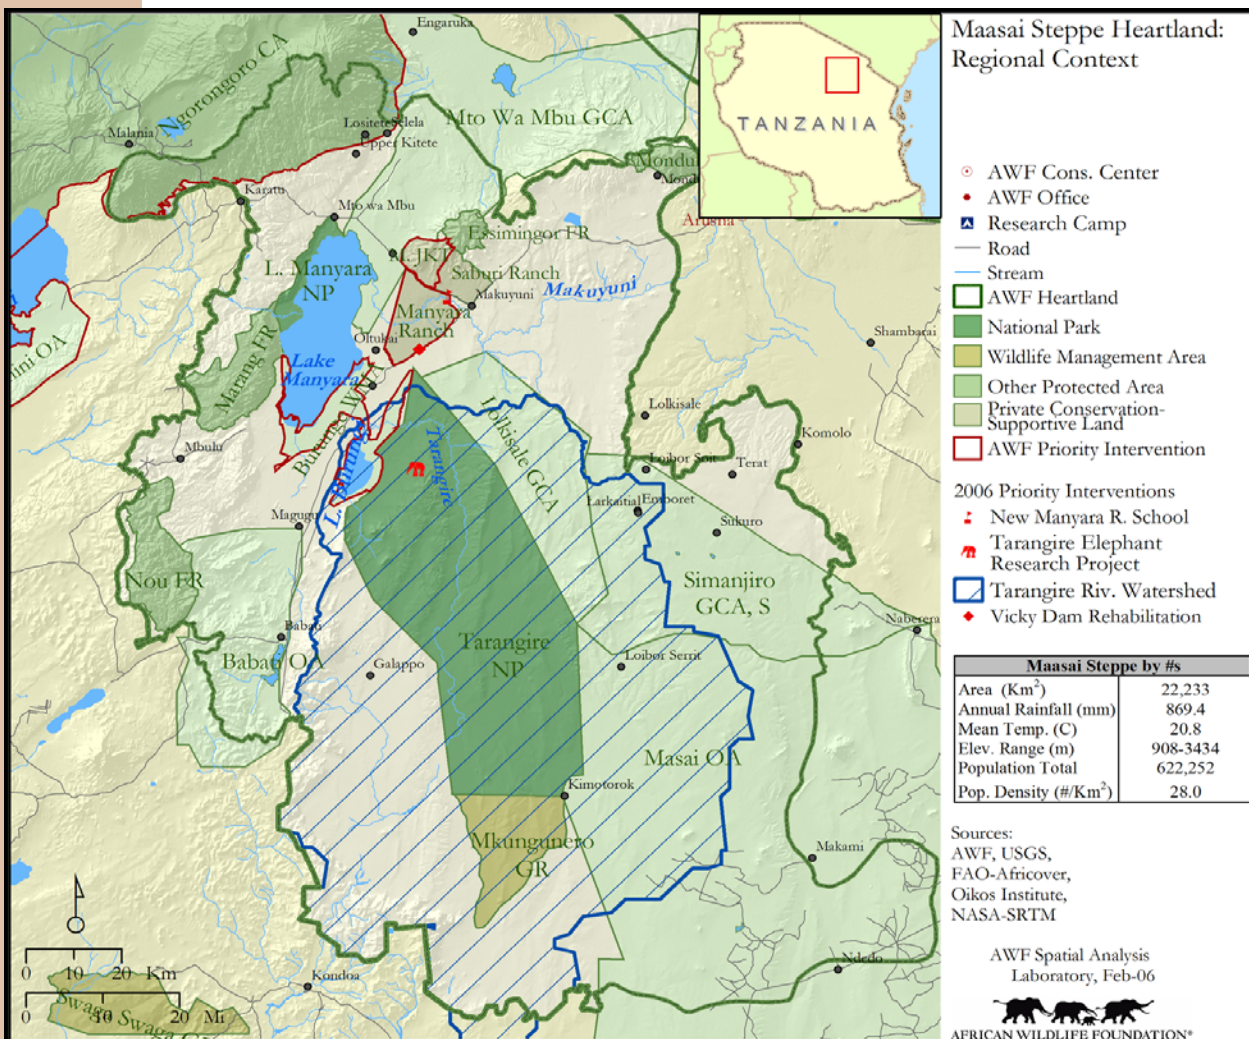 Maasai Steppe Heartland:
Regional Context
AWF Cons. Center
AWF Office
Research Camp
Road
Stream
AWF Heartland
National Park
Wildlife Management Area
Other Protected Area
Private Conservation-
Supportive Land
AWF Priority Intervention
2006 Priority Interventions
New Manyara R. School
Tarangire Elephant
Research Project
Tarangire Riv. Watershed
Vicky Dam Rehabilitation
Maasai Steppe by #s
Area (Km²) 22,233
Annual Rainfall (mm) 869.4
Mean Temp. (C) 20.8
Elev. Range (m) 908-3434
Population Total 622,252
Pop. Density (#/Km²) 28.0
Sources:
AWF, USGS,
FAO-Africover,
Oikos Institute,
NASA-SRTM
AWF Spatial Analysis
Laboratory, Feb-06
AFRICAN WILDLIFE FOUNDATION®
TANZANIA
Engaruka
Ngorongoro CA
Malania
Lositete
Selela
Upper Kitete
Mto Wa Mbu GCA
Mondul
Mondu
Arusha
Karatu
Mto wa Mbu
Essimingor FR
M. JKT
L. Manyara
NP
Saburi Ranch
Makuyuni
Makuyuni
Manyara
Ranch
Shambarai
Oltukai
Lake
Manyara
Marang FR
Burunge WMA
L. Burunge
Tarangire
Lolkisale GCA
Lolkisale
Komolo
Mbulu
Loibor Soit
Terat
Larkaitial
Emboret
Sukuro
Magugu
Nou FR
Simanjiro
GCA, S
Naberera
Babati
Babati OA
Galappo
Tarangire
NP
Loibor Serrit
Masai OA
Kimotorok
Mkungunero
GR
Makami
Ndedo
Kondoa
0 10 20 Km
0 10 20 Mi
Swaga Swaga